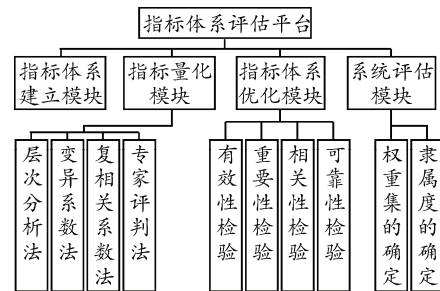 指标体系评估平台
指标体系
建立模块
指标量化
模块
指标体系
优化模块
系统评估
模块
层次分析法
变异系数法
复相关系数法
专家评判法
有效性检验
重要性检验
相关性检验
可靠性检验
权重集的确定
隶属度的确定